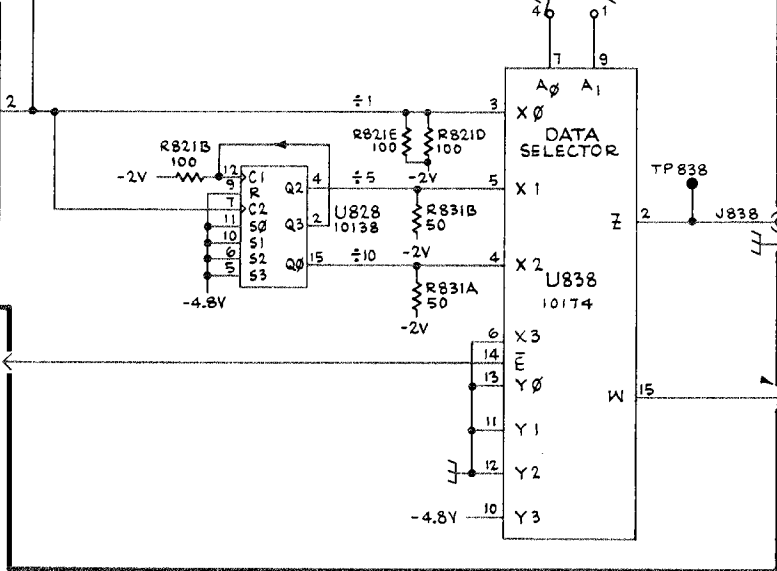 4 1
7 9
AØ A1
2 ÷1 3 XØ
DATA
SELECTOR
R821B
100
R821E
100
R821D
100
-2V 12 C1
9 R
7 C2
11 SØ
10 S1
6 S2
5 S3
-4.8V
Q2 4 ÷5 -2V 5 X1
Q3 2
QØ 15 ÷10 4 X2
U828
10138
R831B
50
-2V
R831A
50
-2V
TP838
Z 2 J838
U838
10174
6 X3
14 E̅
13 YØ
11 Y1
12 Y2
-4.8V 10 Y3
W 15